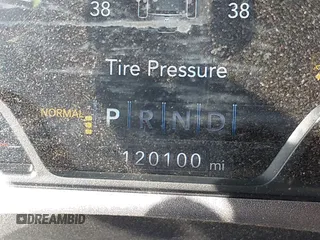 38 38
Tire Pressure
NORMAL P R N D
120100 mi
DREAMBID